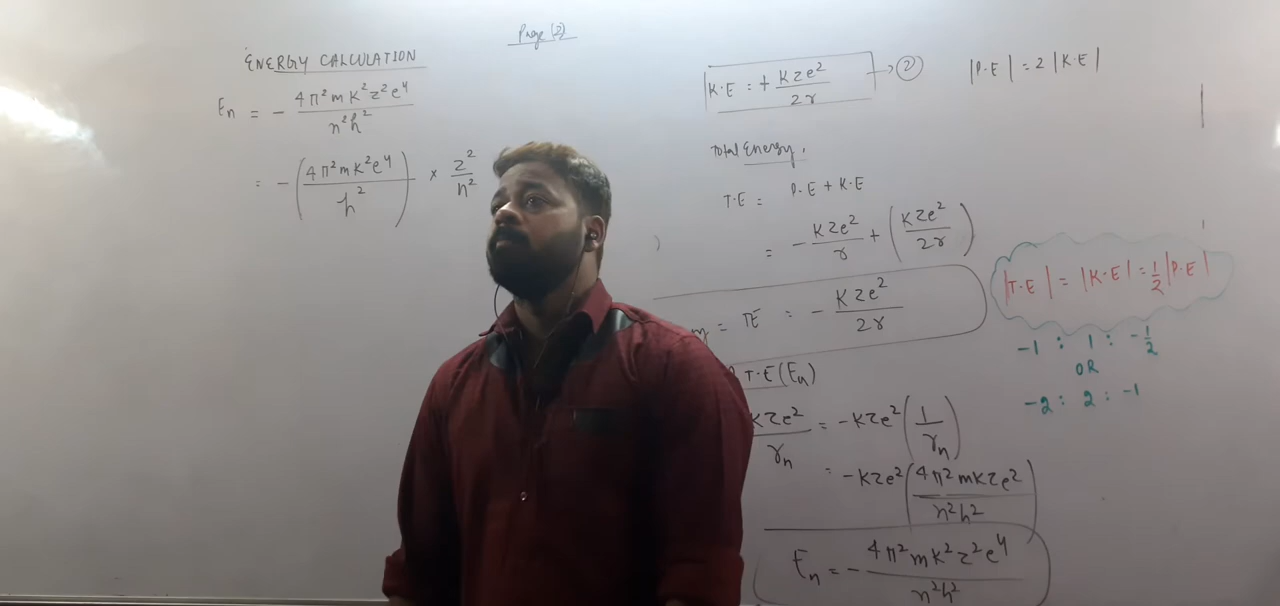 Page (2)
ENERGY CALCULATION
En = - 4π²mK²z²e⁴ / n²h²
= - (4π²mK²e⁴ / h²) × z² / n²
K.E = + Kze² / 2r → ②
|P.E| = 2 |K.E|
Total Energy.
T.E = P.E + K.E
= - Kze² / r + (Kze² / 2r)
= TE = - Kze² / 2r
|T.E| = |K.E| = 1/2 |P.E|
-1 : 1 : -1/2
OR
-2 : 2 : -1
T.E (En)
Kze² / rn = -Kze² (1 / rn)
= -Kze² (4π²mKze² / n²h²)
En = - 4π²mK²z²e⁴ / n²h²